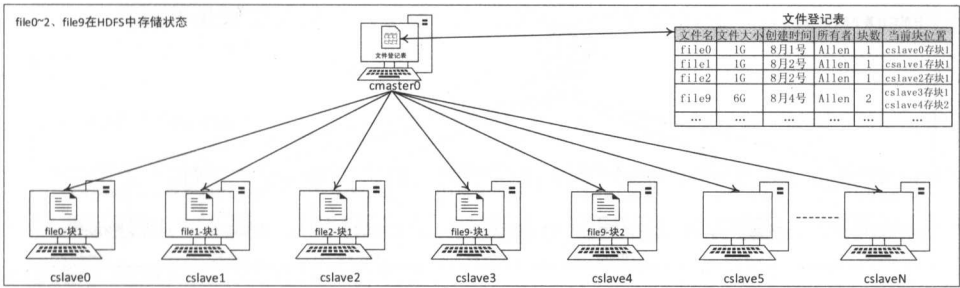 file0~2、file9在HDFS中存储状态
文件登记表
文件名 文件大小 创建时间 所有者 块数 当前块位置
file0 1G 8月1号 Allen 1 cslave0存块1
file1 1G 8月2号 Allen 1 csalve1存块1
file2 1G 8月2号 Allen 1 cslave2存块1
file9 6G 8月4号 Allen 2 cslave3存块1
cslave4存块2
… … … … … …
文件登记表
cmaster0
file0-块1 file1-块1 file2-块1 file9-块1 file9-块2
cslave0 cslave1 cslave2 cslave3 cslave4 cslave5 cslaveN